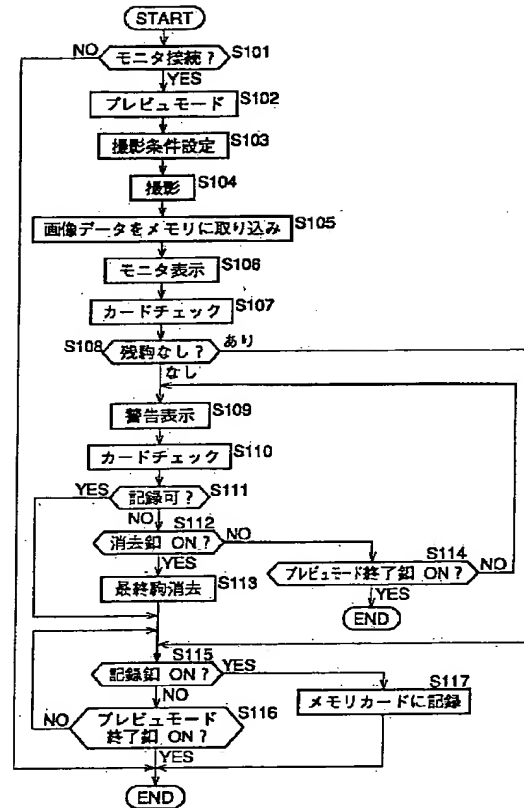 START
NO モニタ接続? S101
YES
プレビュモード S102
撮影条件設定 S103
撮影 S104
画像データをメモリに取り込み S105
モニタ表示 S106
カードチェック S107
S108 残駒なし? あり
なし
警告表示 S109
カードチェック S110
YES 記録可? S111
NO
S112
消去釦 ON? NO
YES
最終駒消去 S113
S114
プレビュモード終了釦 ON? NO
YES
END
S115
記録釦 ON? YES
NO
S117
メモリカードに記録
NO プレビュモード
終了釦 ON? S116
YES
END